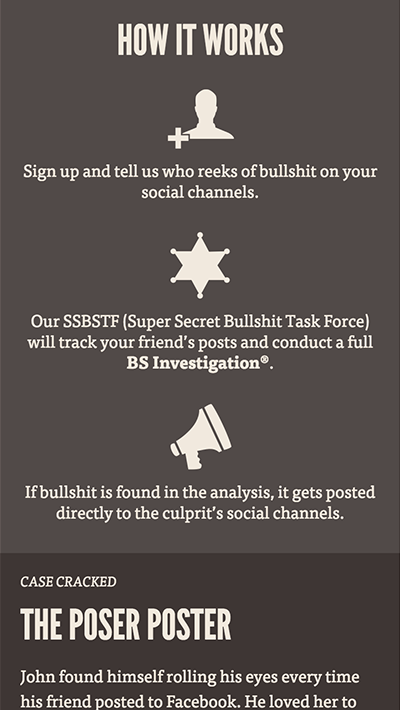 HOW IT WORKS
Sign up and tell us who reeks of bullshit on your
social channels.
Our SSBSTF (Super Secret Bullshit Task Force)
will track your friend's posts and conduct a full
BS Investigation®.
If bullshit is found in the analysis, it gets posted
directly to the culprit's social channels.
CASE CRACKED
THE POSER POSTER
John found himself rolling his eyes every time
his friend posted to Facebook. He loved her to